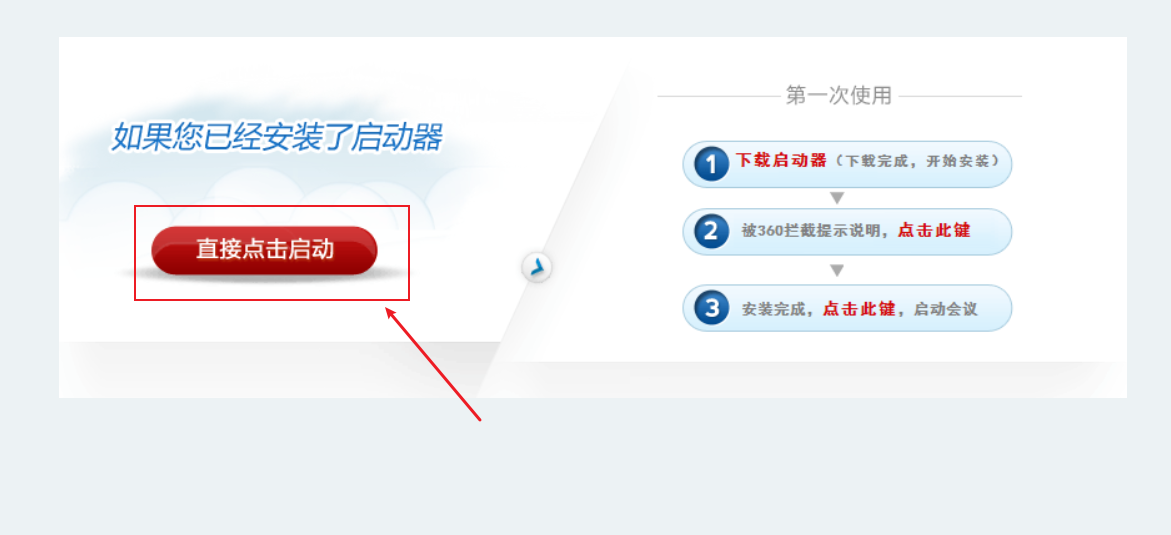 如果您已经安装了启动器
直接点击启动
第一次使用
1 下载启动器（下载完成，开始安装）
2 被360拦截提示说明，点击此键
3 安装完成，点击此键，启动会议